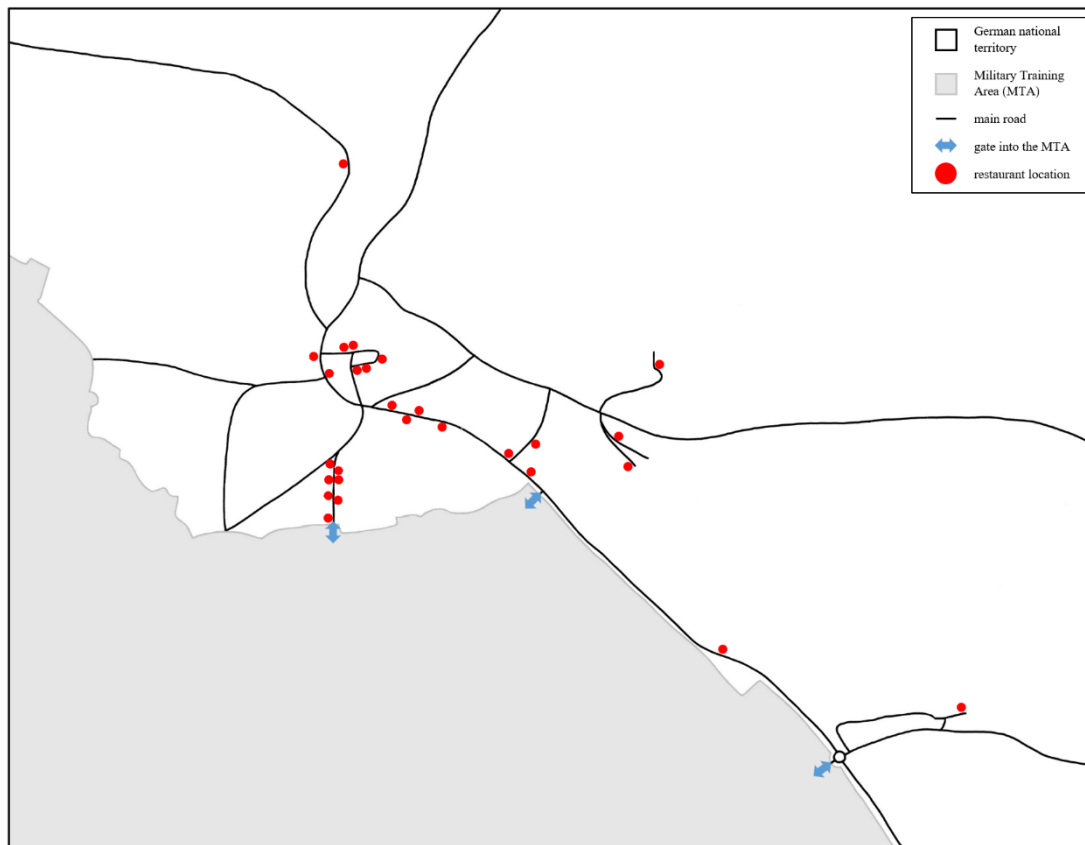 German national
territory
Military Training
Area (MTA)
main road
gate into the MTA
restaurant location